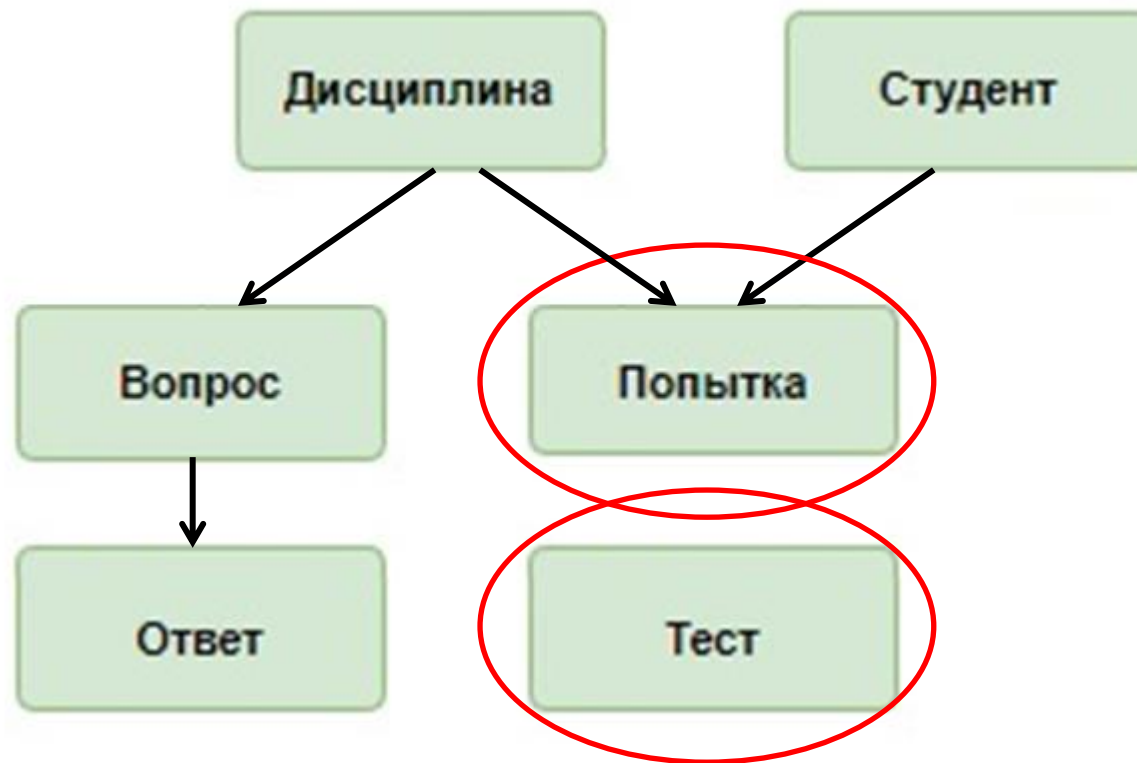 Дисциплина
Студент
Вопрос
Попытка
Ответ
Тест